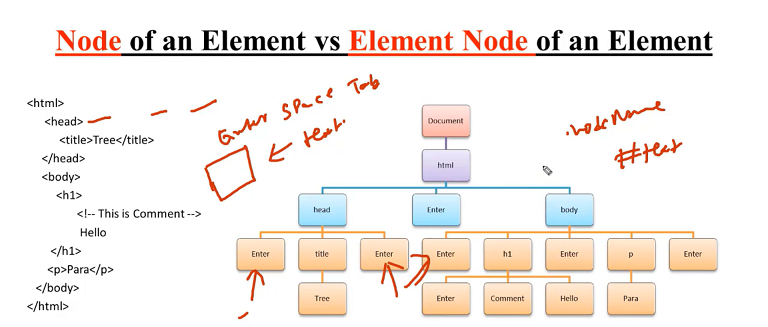 Node of an Element vs Element Node of an Element
<html>
<head>
<title>Tree</title>
</head>
<body>
<h1>
<!-- This is Comment -->
Hello
</h1>
<p>Para</p>
</body>
</html>
Enter Space Tab
text.
.nodeName
#text
Document
html
head Enter body
Enter title Enter Enter h1 Enter p Enter
Tree Enter Comment Hello Para